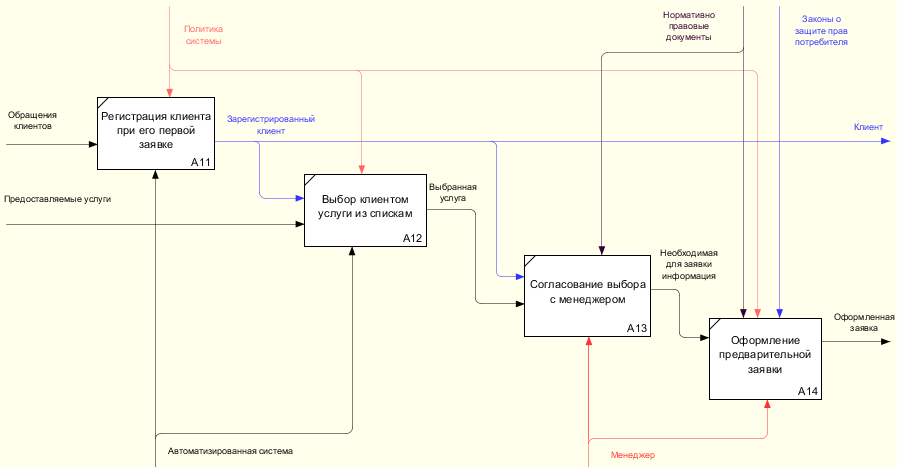 Политика
системы
Нормативно
правовые
документы
Законы о
защите прав
потребителя
Обращения
клиентов
Регистрация клиента
при его первой
заявке
A11
Зарегистрированный
клиент
Клиент
Предоставляемые услуги
Выбор клиентом
услуги из спискам
A12
Выбранная
услуга
Согласование выбора
с менеджером
A13
Необходимая
для заявки
информация
Оформление
предварительной
заявки
A14
Оформленная
заявка
Автоматизированная система
Менеджер